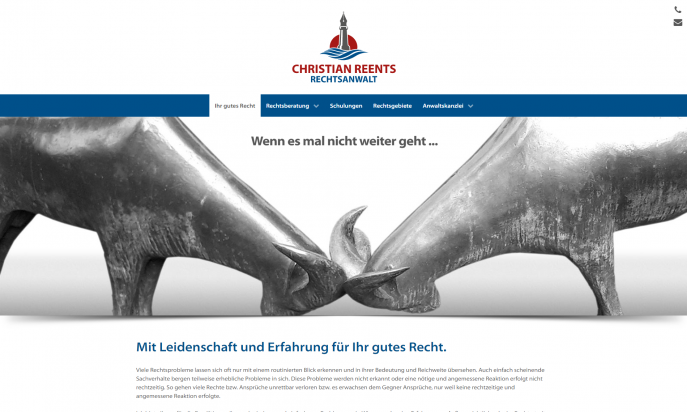 CHRISTIAN REENTS
RECHTSANWALT
Ihr gutes Recht
Rechtsberatung
Schulungen
Rechtsgebiete
Anwaltskanzlei
Wenn es mal nicht weiter geht ...
Mit Leidenschaft und Erfahrung für Ihr gutes Recht.
Viele Rechtsprobleme lassen sich oft nur mit einem routinierten Blick erkennen und in ihrer Bedeutung und Reichweite übersehen. Auch einfach scheinende
Sachverhalte bergen teilweise erhebliche Probleme in sich. Diese Probleme werden nicht erkannt oder eine nötige und angemessene Reaktion erfolgt nicht
rechtzeitig. So gehen viele Rechte bzw. Ansprüche unrettbar verloren bzw. es erwachsen dem Gegner Ansprüche, nur weil keine rechtzeitige und
angemessene Reaktion erfolgte.